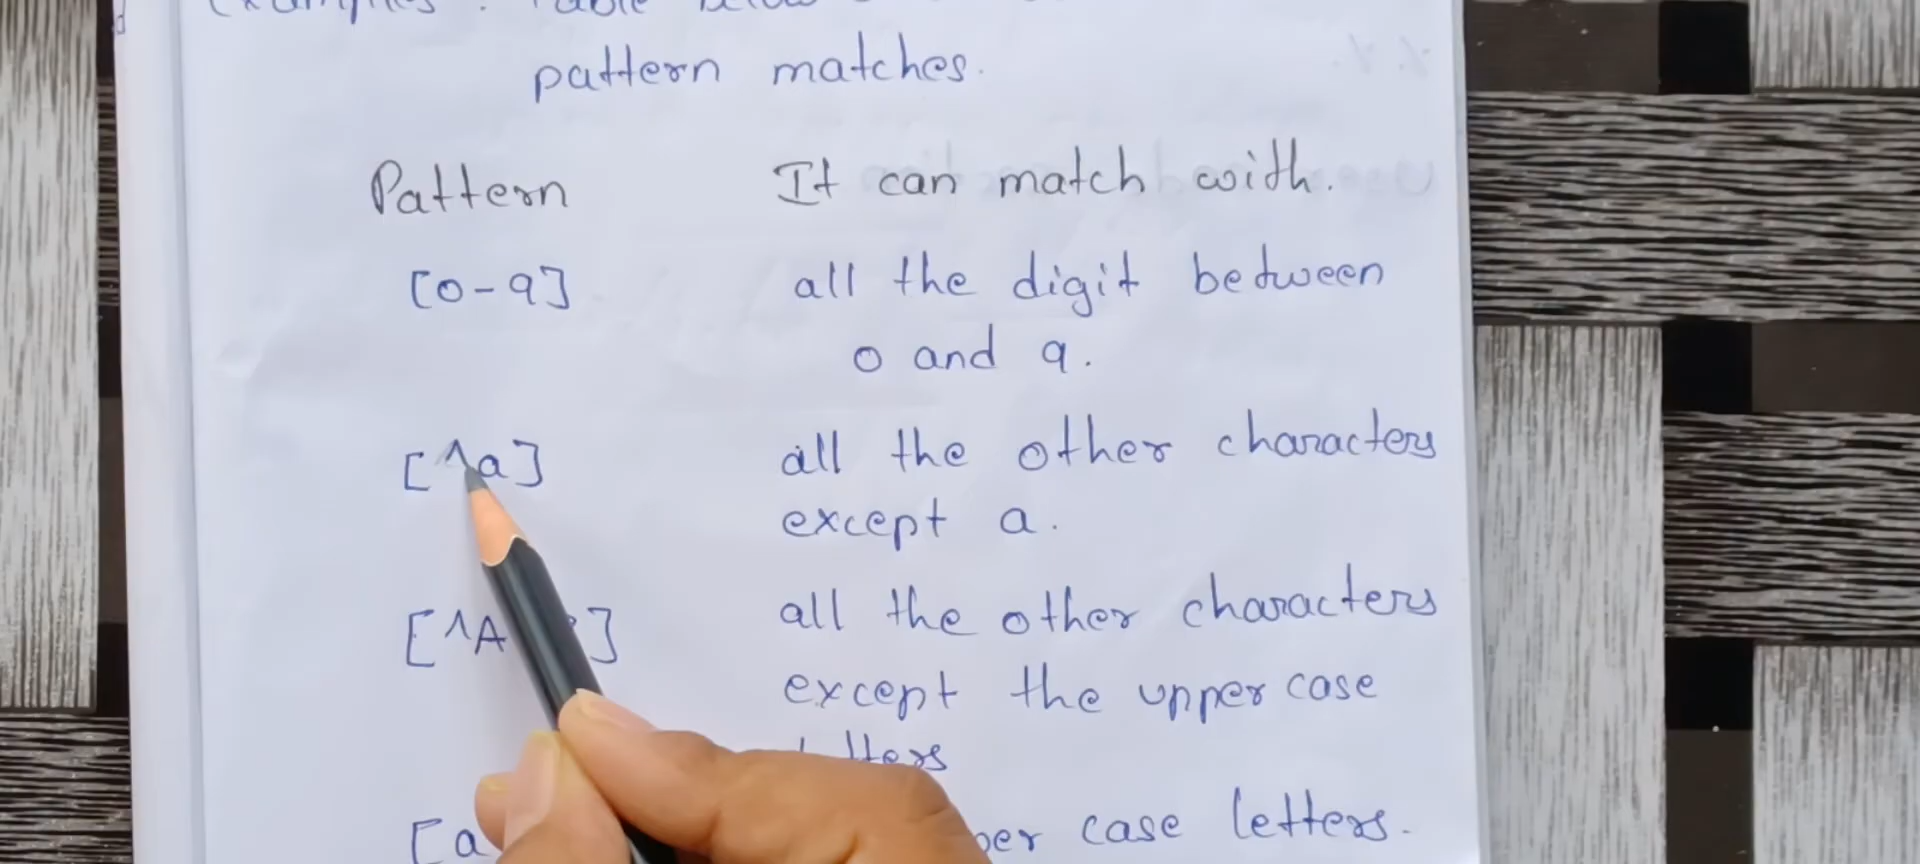 pattern matches.
Pattern It can match with.
[0-9] all the digit between
0 and 9.
[^a] all the other characters
except a.
[^A ] all the other characters
except the upper case
case letters.